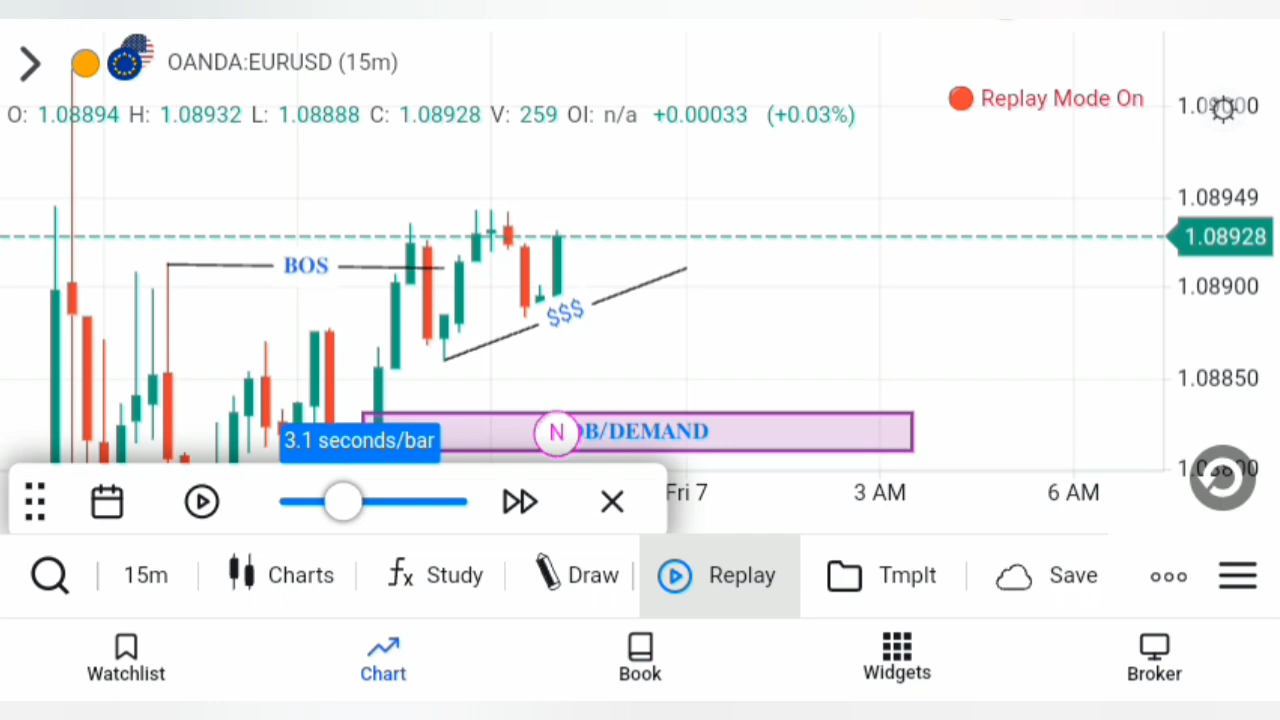 OANDA:EURUSD (15m)
O: 1.08894 H: 1.08932 L: 1.08888 C: 1.08928 V: 259 OI: n/a +0.00033 (+0.03%)
Replay Mode On
1.08949
1.08928
1.08900
1.08850
BOS
$$$
N
B/DEMAND
3.1 seconds/bar
Fri 7 3 AM 6 AM
15m Charts fx Study Draw Replay Tmplt Save
Watchlist Chart Book Widgets Broker